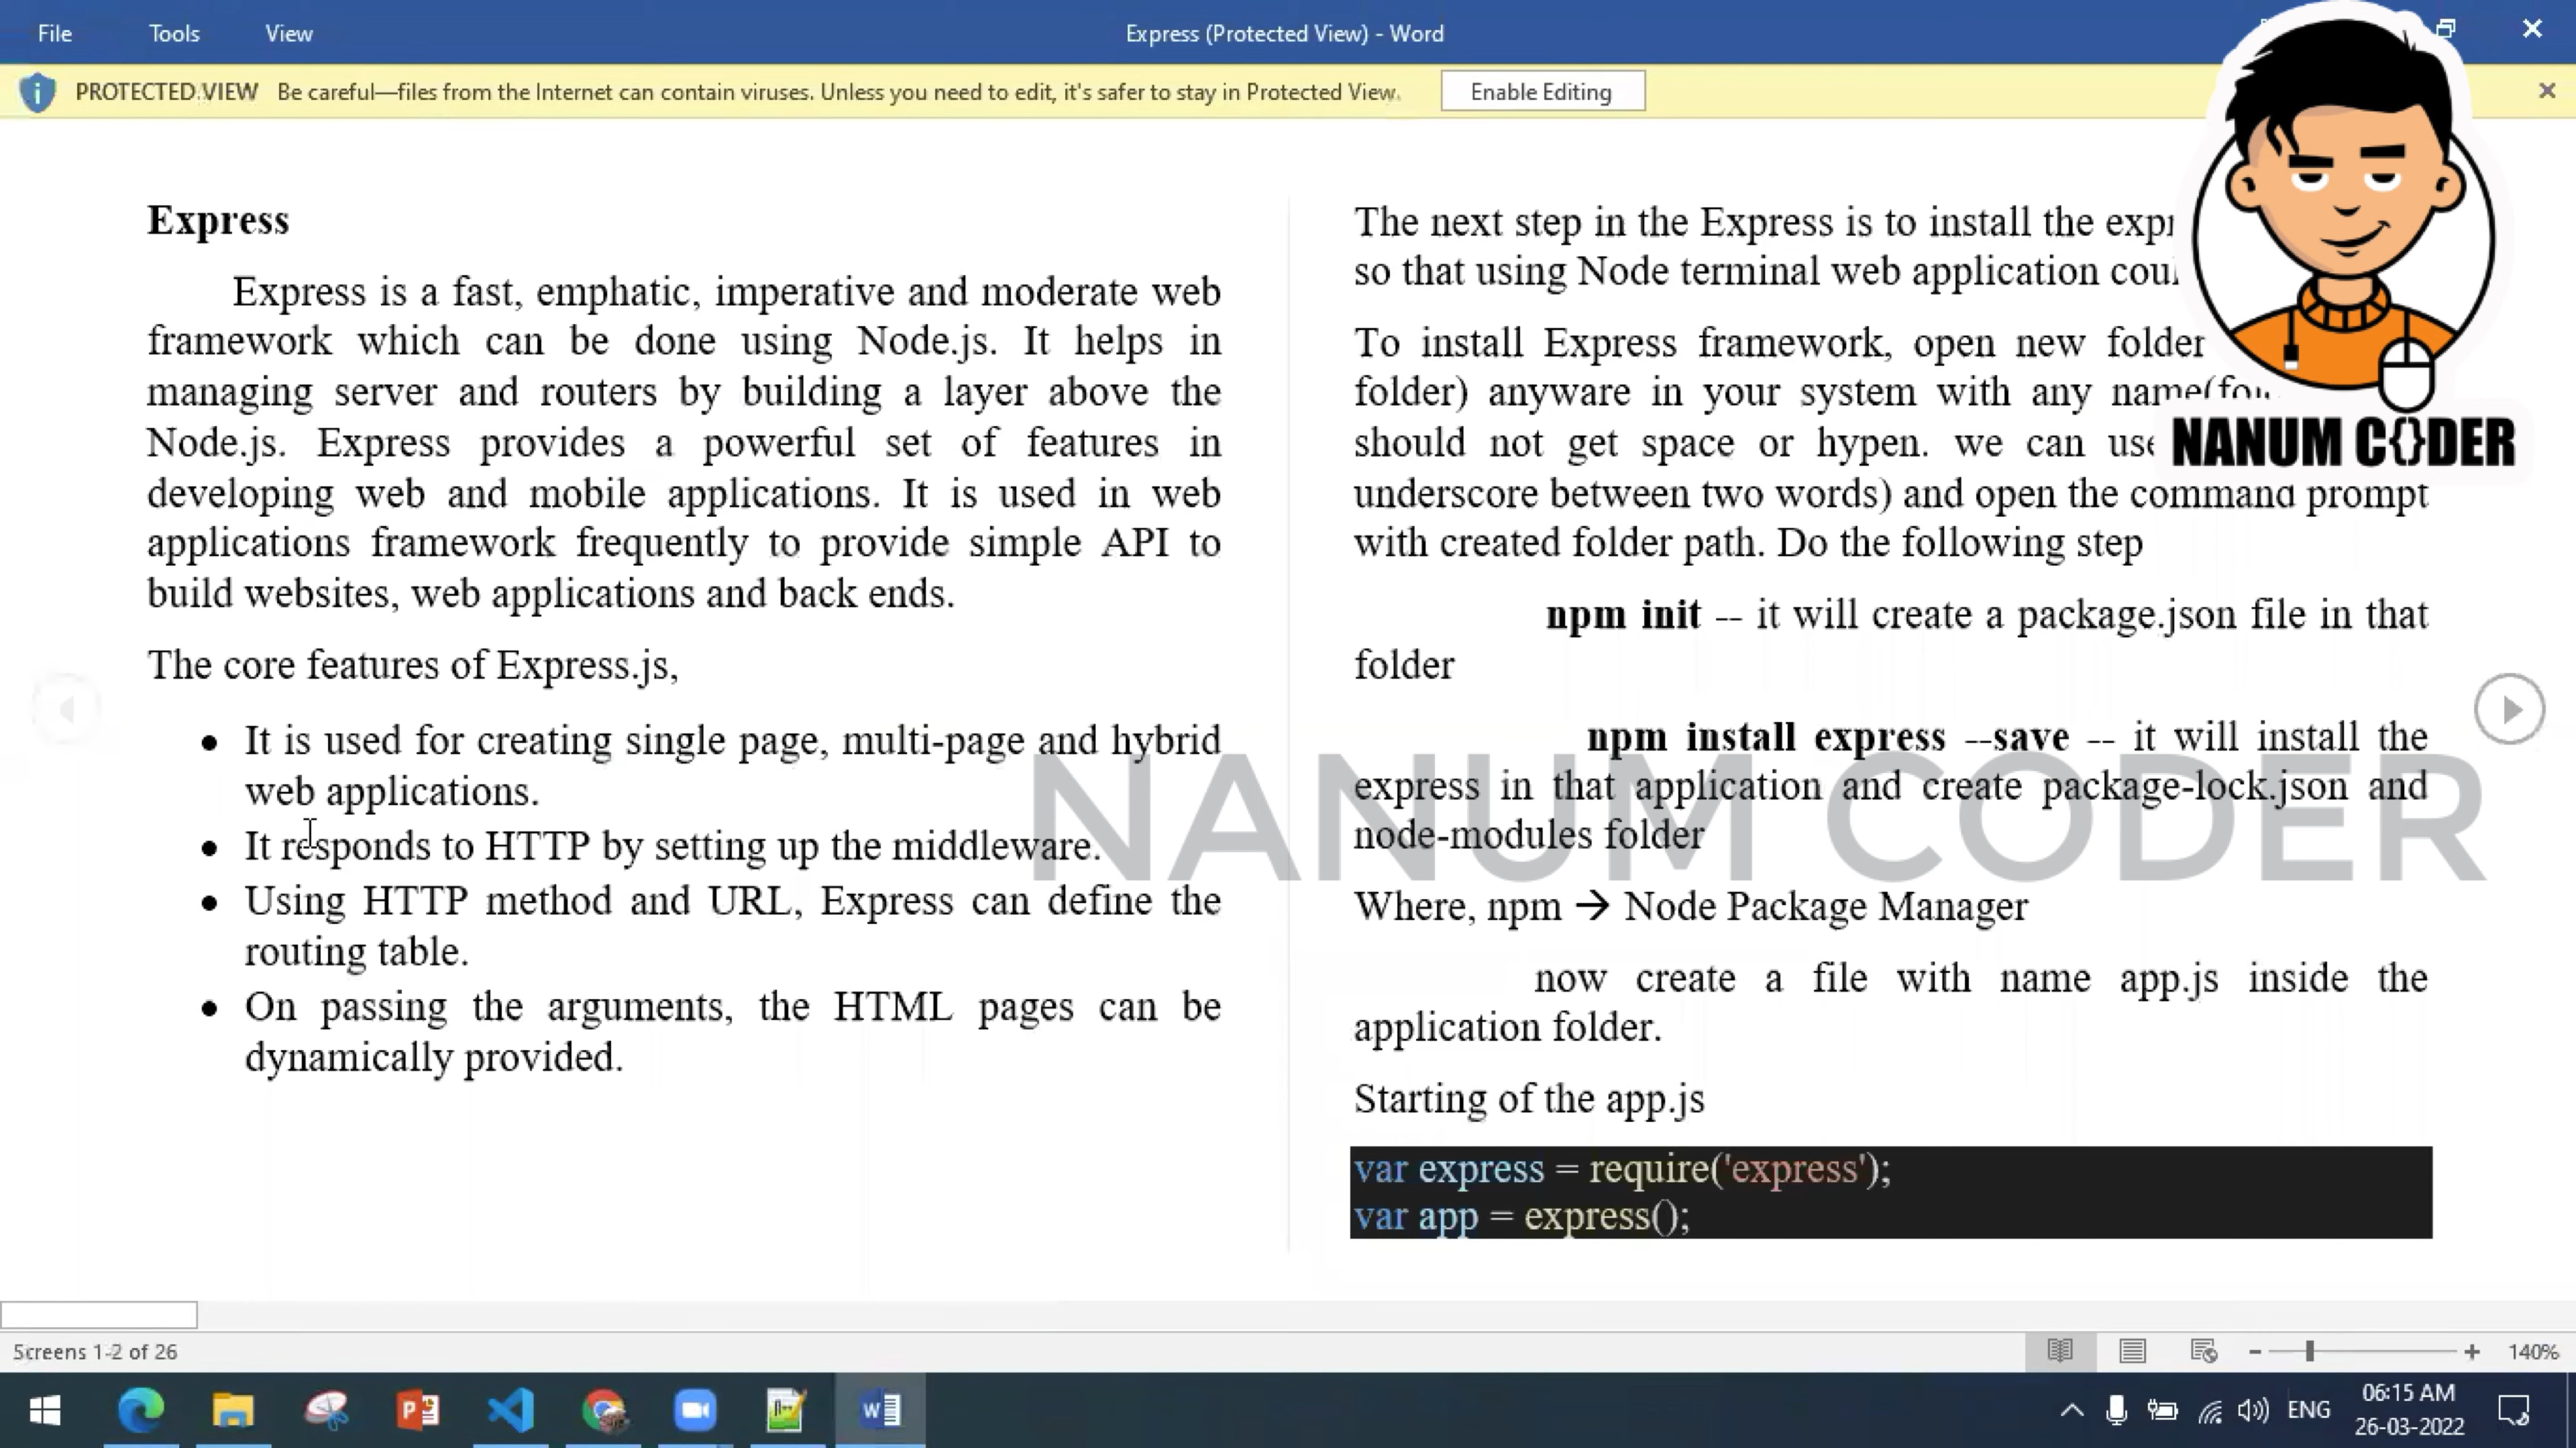 File Tools View Express (Protected View) - Word
PROTECTED VIEW Be careful—files from the Internet can contain viruses. Unless you need to edit, it's safer to stay in Protected View. Enable Editing
Express
Express is a fast, emphatic, imperative and moderate web
framework which can be done using Node.js. It helps in
managing server and routers by building a layer above the
Node.js. Express provides a powerful set of features in
developing web and mobile applications. It is used in web
applications framework frequently to provide simple API to
build websites, web applications and back ends.
The core features of Express.js,
• It is used for creating single page, multi-page and hybrid
web applications.
• It responds to HTTP by setting up the middleware.
• Using HTTP method and URL, Express can define the
routing table.
• On passing the arguments, the HTML pages can be
dynamically provided.
The next step in the Express is to install the
so that using Node terminal web application
To install Express framework, open new folder
folder) anyware in your system with any
should not get space or hypen. we can use
underscore between two words) and open the command prompt
with created folder path. Do the following step
npm init -- it will create a package.json file in that
folder
npm install express --save -- it will install the
express in that application and create package-lock.json and
node-modules folder
Where, npm → Node Package Manager
now create a file with name app.js inside the
application folder.
Starting of the app.js
var express = require('express');
var app = express();
NANUM C{}DER
NANUM CODER
Screens 1-2 of 26
140%
ENG
06:15 AM
26-03-2022